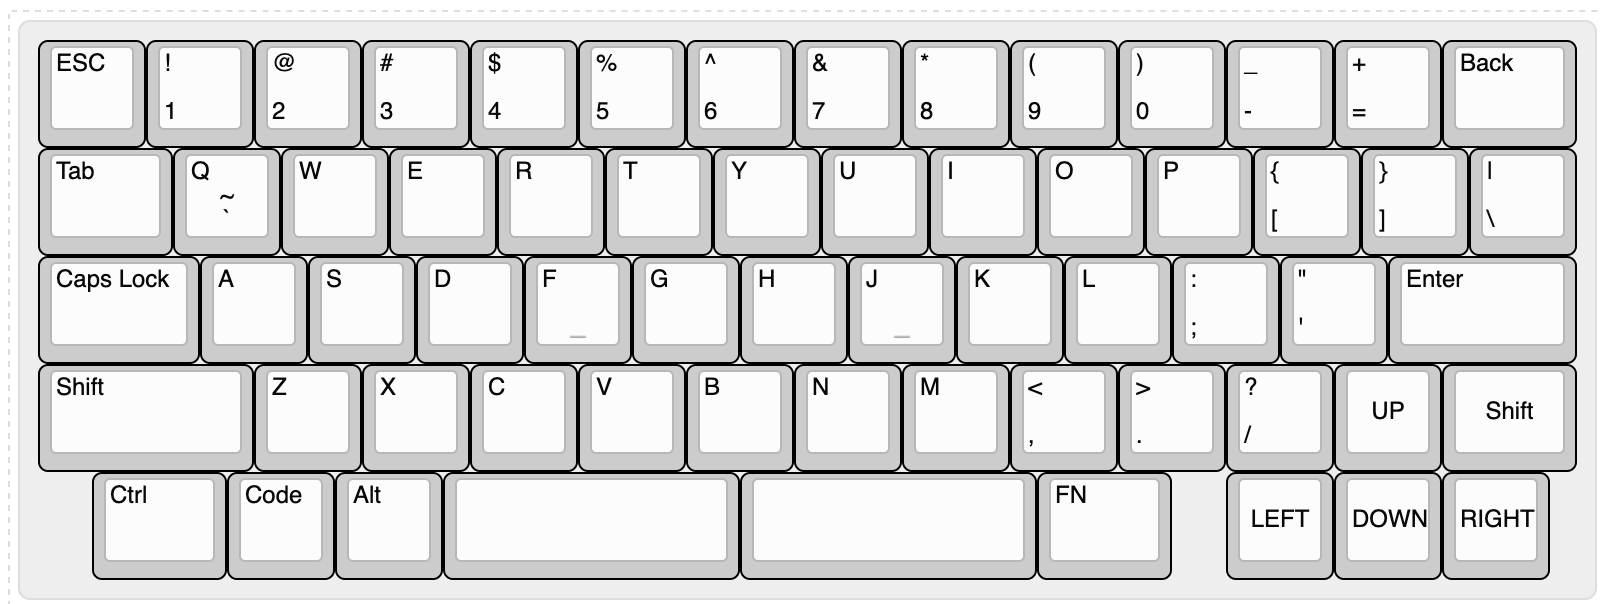 ESC ! @ # $ % ^ & * ( ) _ + Back
1 2 3 4 5 6 7 8 9 0 - =
Tab Q W E R T Y U I O P { } |
~
` [ ] \
Caps Lock A S D F G H J K L : " Enter
_ _ ; '
Shift Z X C V B N M < > ? UP Shift
, . /
Ctrl Code Alt FN
LEFT DOWN RIGHT